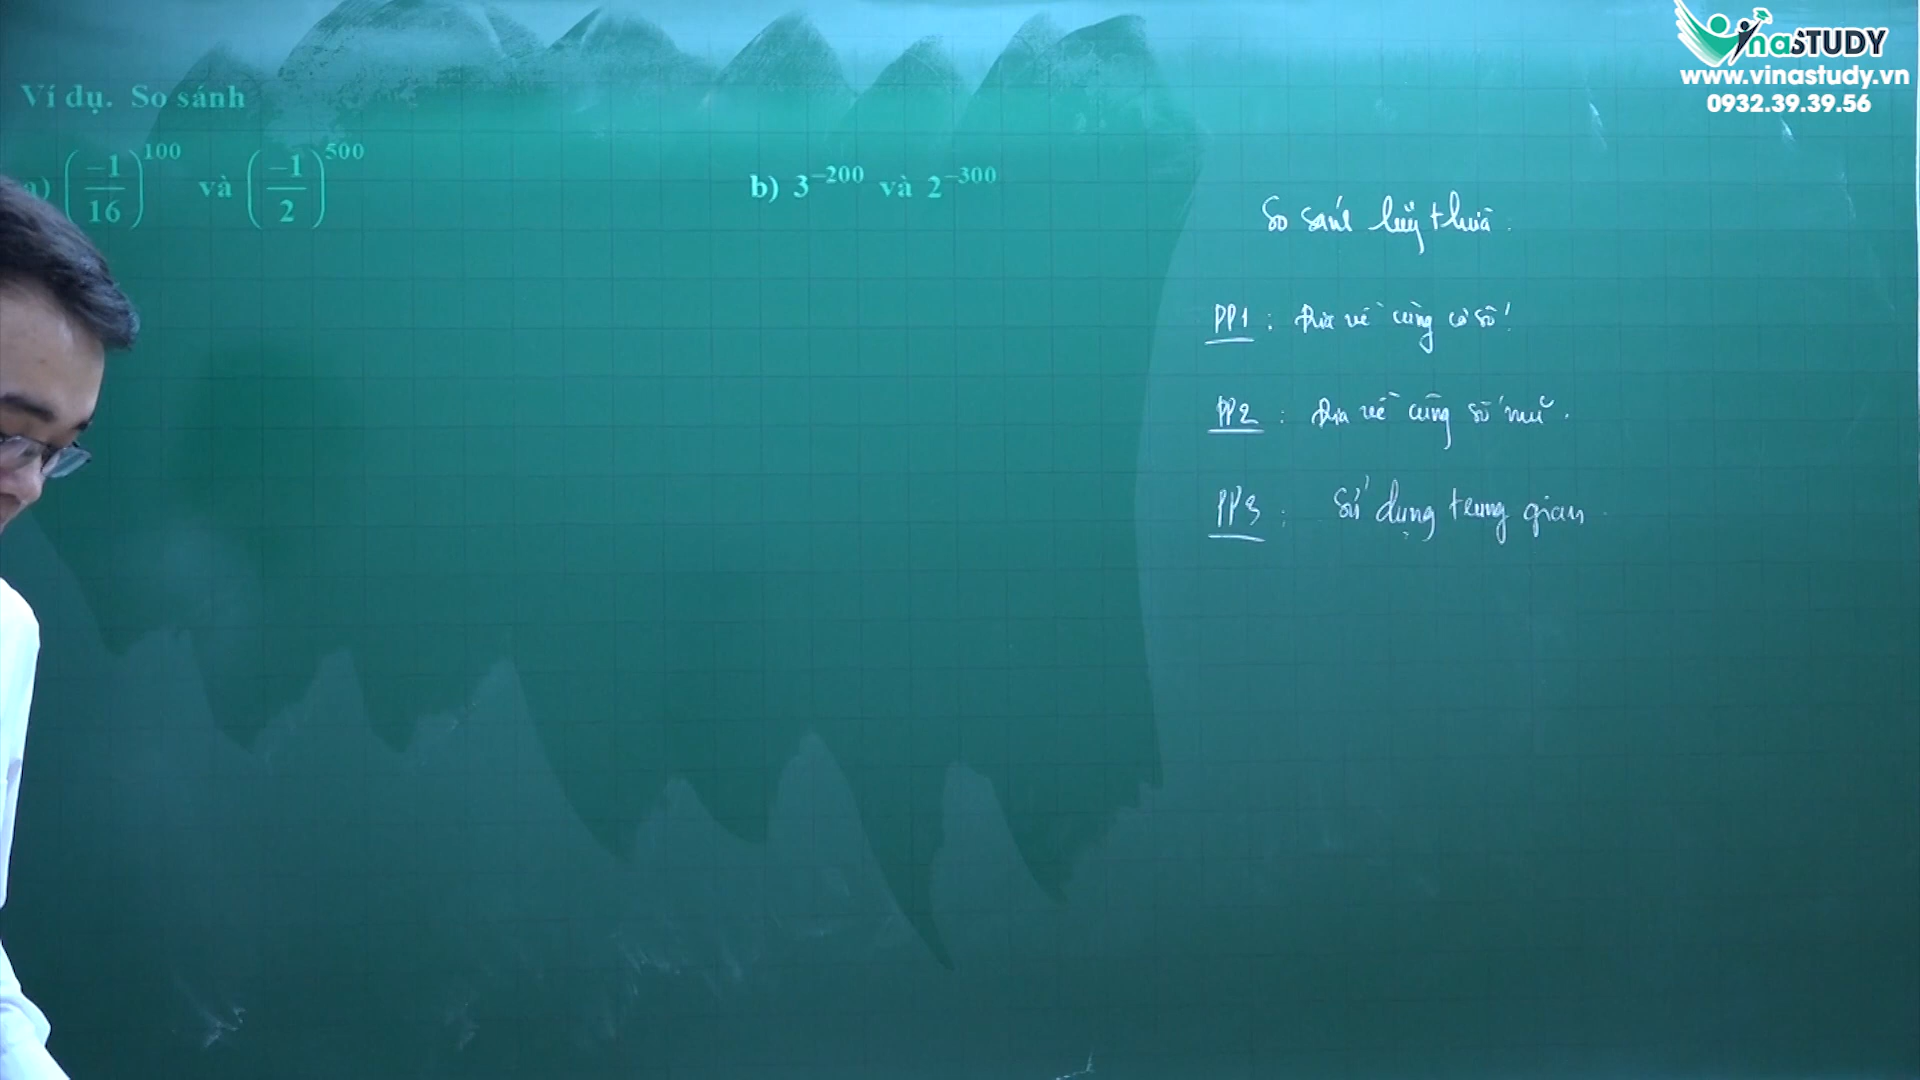 VinaSTUDY
www.vinastudy.vn
0932.39.39.56
Ví dụ. So sánh
a) (-1/16)^100 và (-1/2)^500
b) 3^-200 và 2^-300
So sánh luỹ thừa.
PP1 : Đưa về cùng cơ số
PP2 : Đưa về cùng số mũ.
PP3 : Sử dụng trung gian